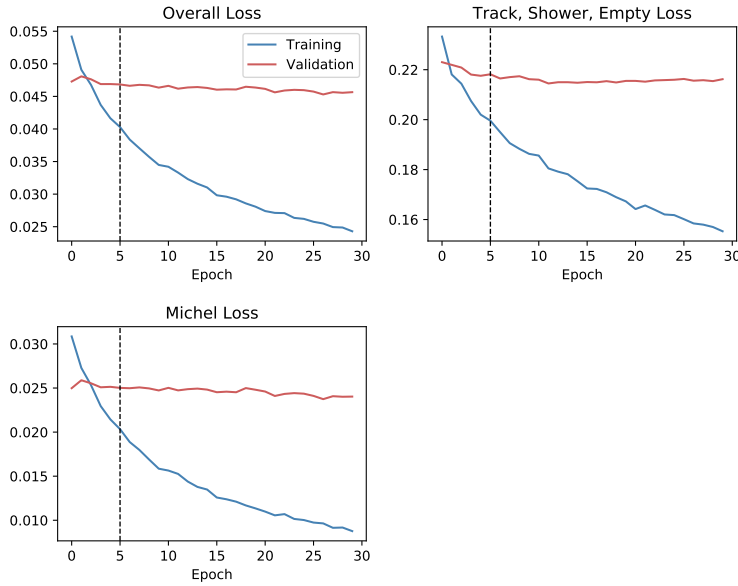 Overall Loss
0.055
0.050
0.045
0.040
0.035
0.030
0.025
0 5 10 15 20 25 30
Epoch
Training
Validation
Track, Shower, Empty Loss
0.22
0.20
0.18
0.16
0 5 10 15 20 25 30
Epoch
Michel Loss
0.030
0.025
0.020
0.015
0.010
0 5 10 15 20 25 30
Epoch